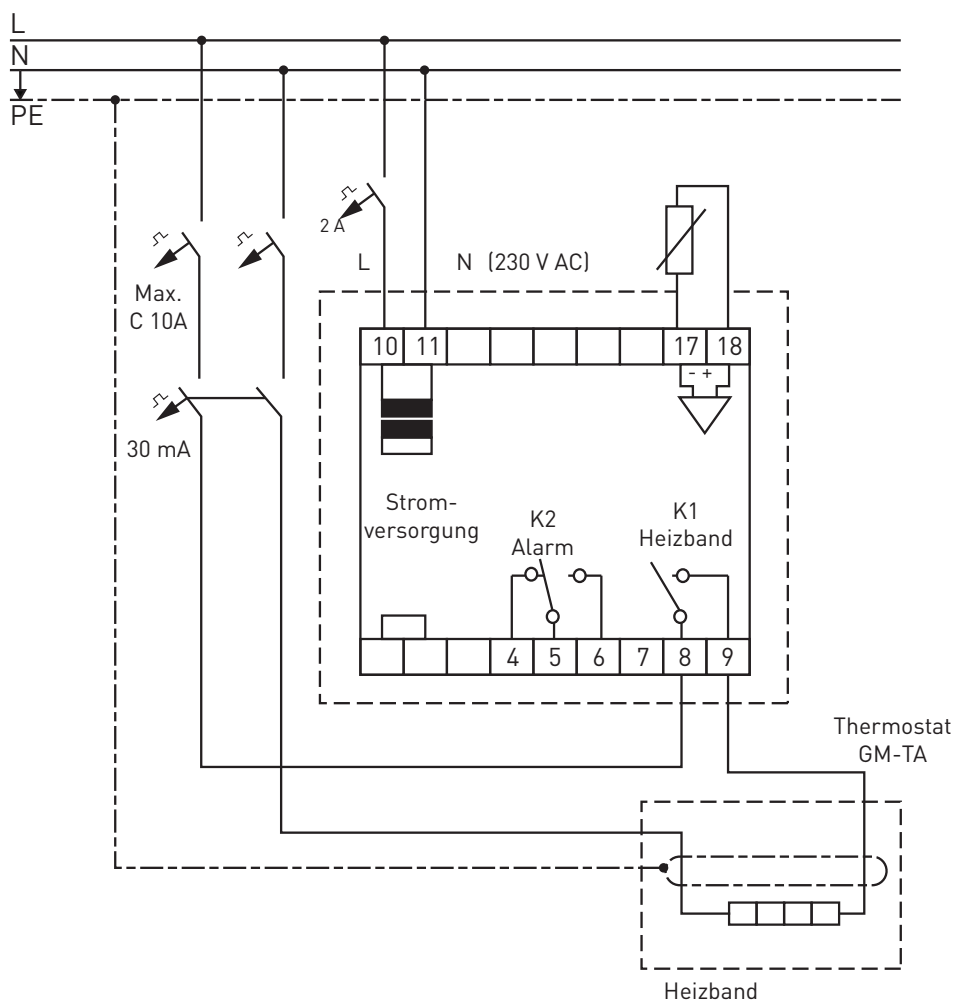 L
N
PE
2 A
L
N (230 V AC)
Max.
C 10A
30 mA
10 11 17 18
- +
Strom-
versorgung
K2
Alarm
K1
Heizband
4 5 6 7 8 9
Thermostat
GM-TA
Heizband